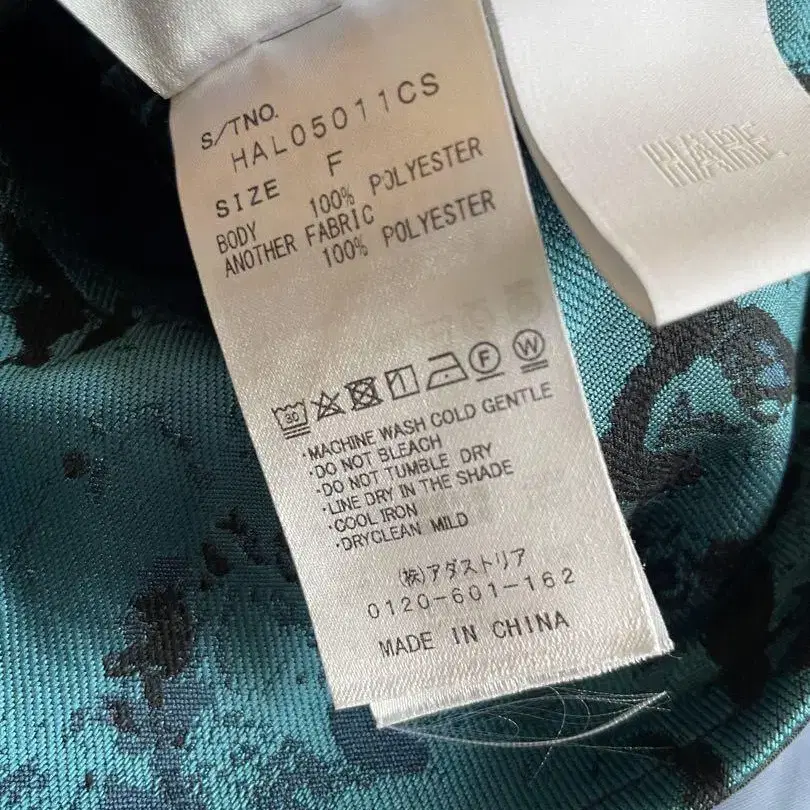 S/TNO.
HAL05011CS
SIZE F
BODY 100% POLYESTER
ANOTHER FABRIC
100% POLYESTER
30
F W
・MACHINE WASH COLD GENTLE
・DO NOT BLEACH
・DO NOT TUMBLE DRY
・LINE DRY IN THE SHADE
・COOL IRON
・DRYCLEAN MILD
(株)アダストリア
0120-601-162
MADE IN CHINA
HARE